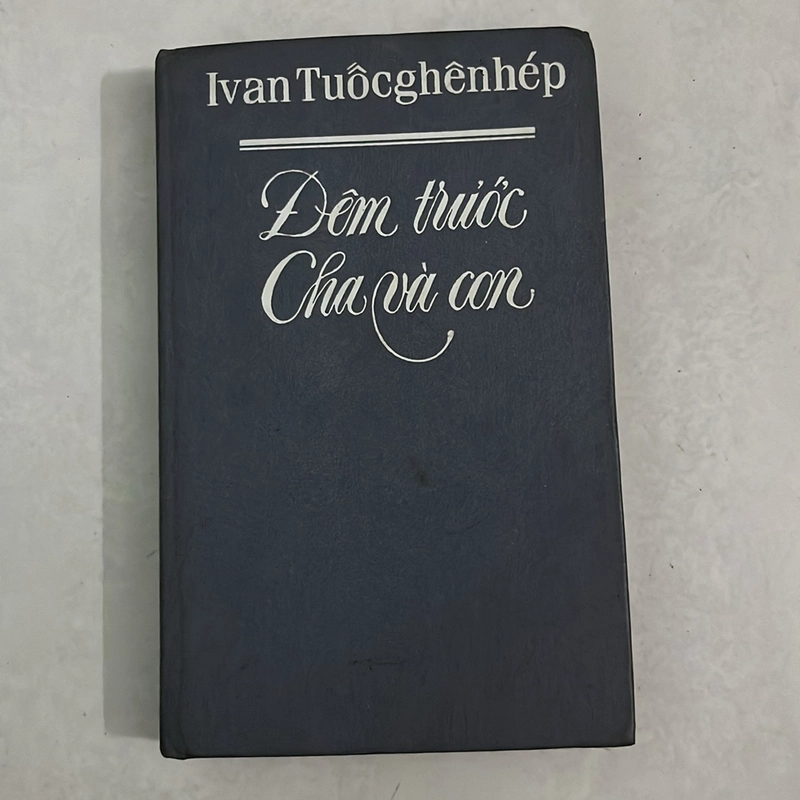 Ivan Tuốcghênhép
Đêm trước
Cha và con